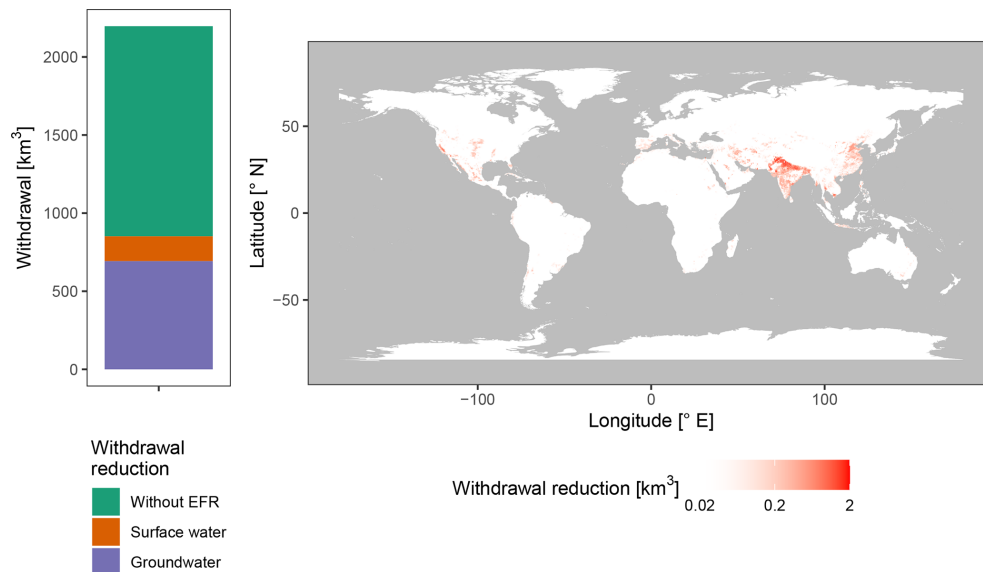 Withdrawal [km³]
2000
1500
1000
500
0
Withdrawal
reduction
Without EFR
Surface water
Groundwater
Latitude [° N]
50
0
−50
−100
0
100
Longitude [° E]
Withdrawal reduction [km³]
0.02
0.2
2